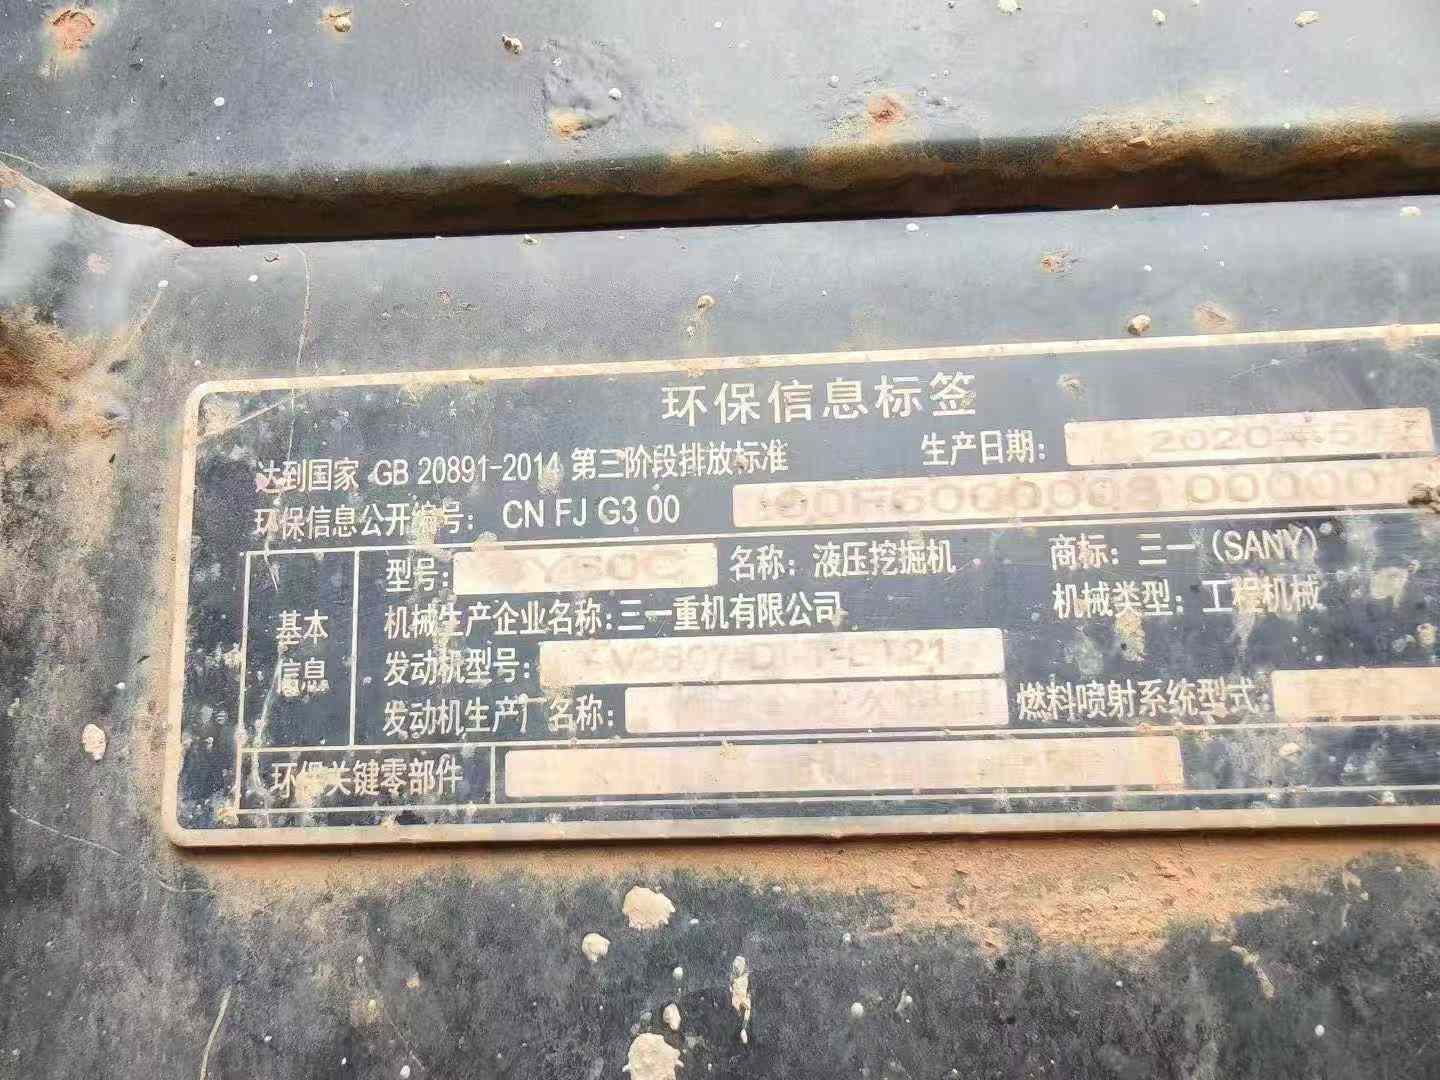 环保信息标签
达到国家 GB 20891-2014 第三阶段排放标准 生产日期: 2020
环保信息公开编号: CN FJ G3 00
型号: 名称: 液压挖掘机 商标: 三一 (SANY)
基本信息
机械生产企业名称: 三一重机有限公司 机械类型: 工程机械
发动机型号:
发动机生产厂名称: 燃料喷射系统型式:
环保关键零部件